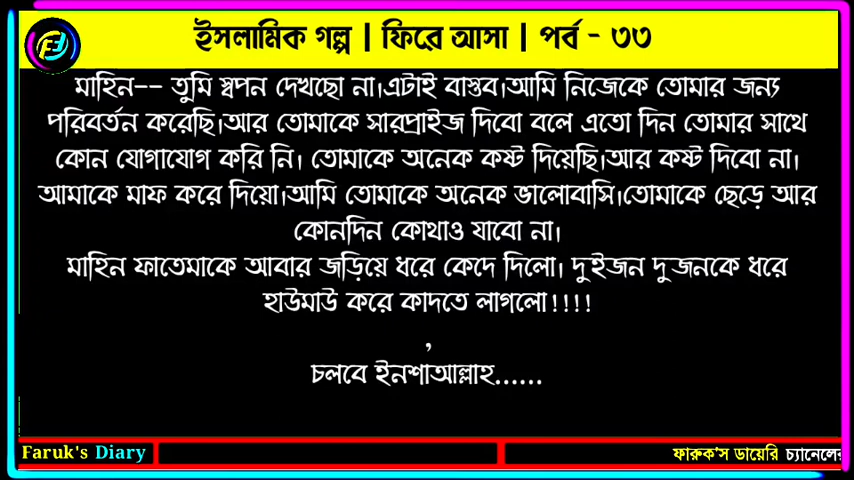 ইসলামিক গল্প | ফিরে আসা | পর্ব - ৩৩
মাহিন-- তুমি স্বপন দেখছো না।এটাই বাস্তব।আমি নিজেকে তোমার জন্য
পরিবর্তন করেছি।আর তোমাকে সারপ্রাইজ দিবো বলে এতো দিন তোমার সাথে
কোন যোগাযোগ করি নি। তোমাকে অনেক কষ্ট দিয়েছি।আর কষ্ট দিবো না।
আমাকে মাফ করে দিয়ো।আমি তোমাকে অনেক ভালোবাসি।তোমাকে ছেড়ে আর
কোনদিন কোথাও যাবো না।
মাহিন ফাতেমাকে আবার জড়িয়ে ধরে কেদে দিলো। দুইজন দুজনকে ধরে
হাউমাউ করে কাদতে লাগলো!!!!
,
চলবে ইনশাআল্লাহ......
Faruk's Diary
ফারুক'স ডায়েরি চ্যানেলের